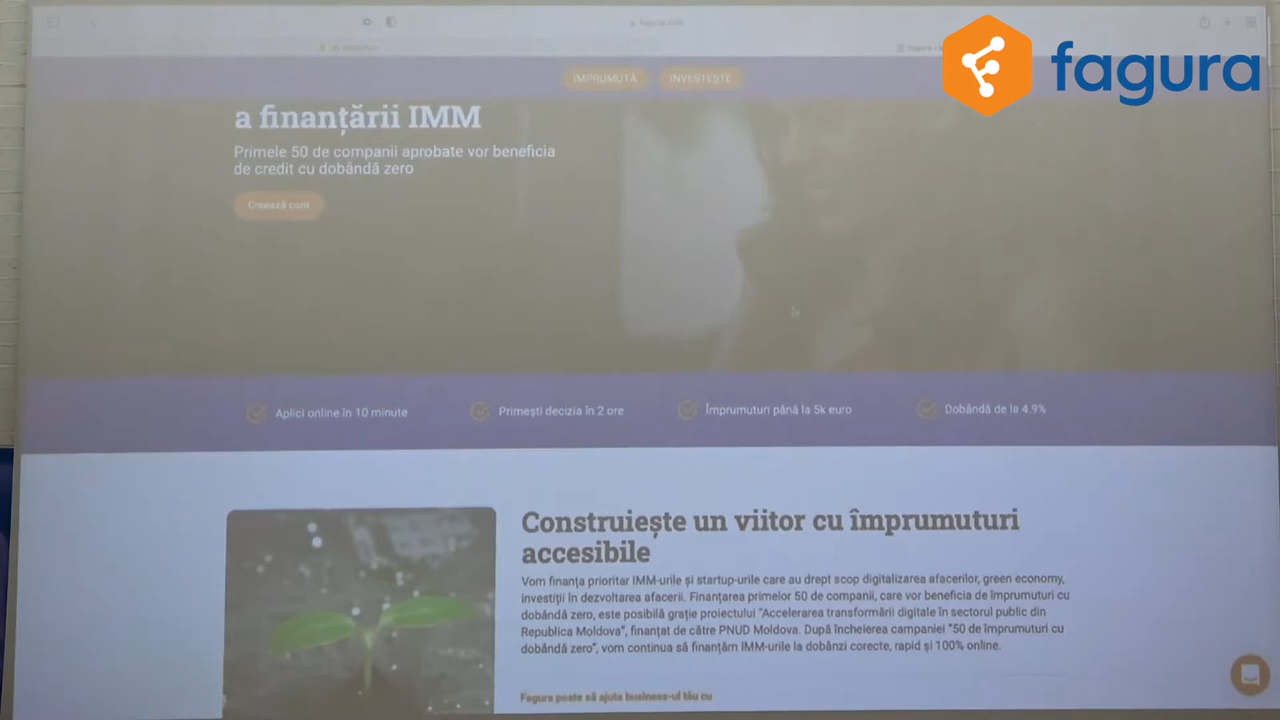 fagura
ÎMPRUMUTĂ
INVESTEȘTE
a finanțării IMM
Primele 50 de companii aprobate vor beneficia
de credit cu dobândă zero
Creează cont
Aplici online în 10 minute
Primești decizia în 2 ore
Împrumuturi până la 5k euro
Dobândă de la 4.9%
Construiește un viitor cu împrumuturi
accesibile
Vom finanța prioritar IMM-urile și startup-urile care au drept scop digitalizarea afacerilor, green economy,
investiții în dezvoltarea afacerii. Finanțarea primelor 50 de companii, care vor beneficia de împrumuturi cu
dobândă zero, este posibilă grație proiectului "Accelerarea transformării digitale în sectorul public din
Republica Moldova", finanțat de către PNUD Moldova. După încheierea campaniei "50 de împrumuturi cu
dobândă zero", vom continua să finanțăm IMM-urile la dobânzi corecte, rapid și 100% online.
Fagura poate să ajute business-ul tău cu